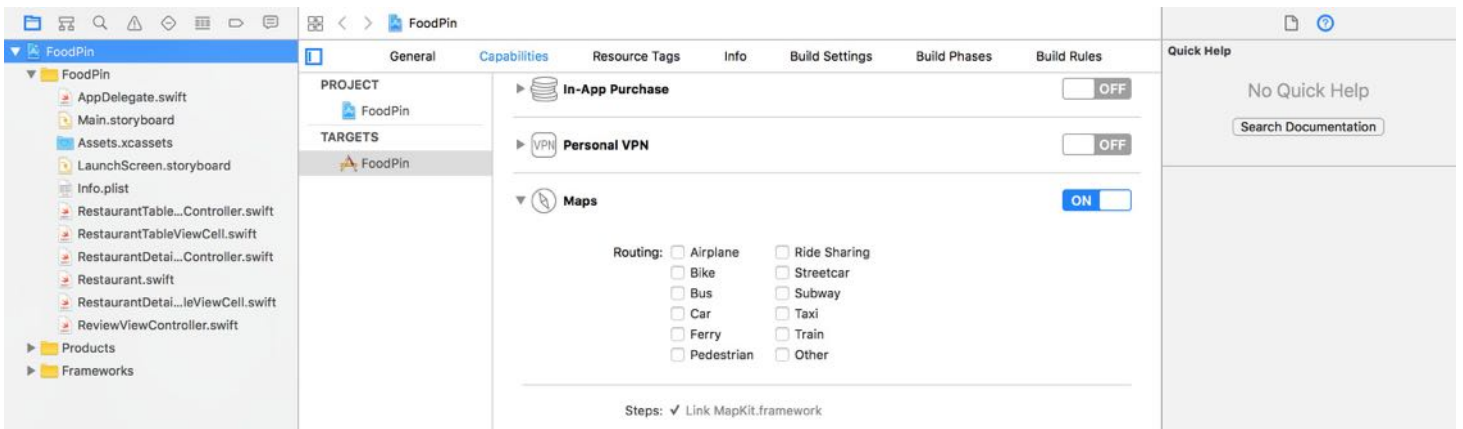 FoodPin
FoodPin
General Capabilities Resource Tags Info Build Settings Build Phases Build Rules
Quick Help
No Quick Help
Search Documentation
FoodPin
AppDelegate.swift
Main.storyboard
Assets.xcassets
LaunchScreen.storyboard
Info.plist
RestaurantTable...Controller.swift
RestaurantTableViewCell.swift
RestaurantDetai...Controller.swift
Restaurant.swift
RestaurantDetai...leViewCell.swift
ReviewViewController.swift
Products
Frameworks
PROJECT
FoodPin
TARGETS
FoodPin
In-App Purchase OFF
VPN Personal VPN OFF
Maps ON
Routing: Airplane Ride Sharing
Bike Streetcar
Bus Subway
Car Taxi
Ferry Train
Pedestrian Other
Steps: ✓ Link MapKit.framework